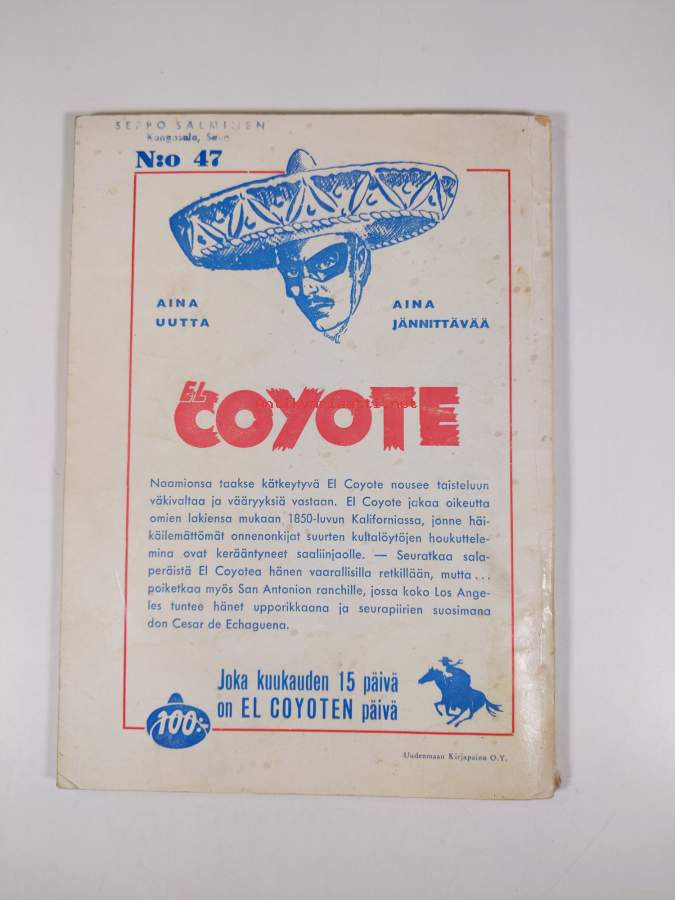 SEPPO SALMINEN
Kangasala, Savo
N:o 47
AINA
UUTTA
AINA
JÄNNITTÄVÄÄ
EL
COYOTE
antikvariaatti.net
Naamionsa taakse kätkeytyvä El Coyote nousee taisteluun
väkivaltaa ja vääryyksiä vastaan. El Coyote jakaa oikeutta
omien lakiensa mukaan 1850-luvun Kaliforniassa, jonne häi-
käilemättömät onnenonkijat suurten kultalöytöjen houkuttele-
mina ovat kerääntyneet saaliinjaolle. — Seuratkaa sala-
peräistä El Coyotea hänen vaarallisilla retkillään, mutta...
poiketkaa myös San Antonion ranchille, jossa koko Los Ange-
les tuntee hänet upporikkaana ja seurapiirien suosimana
don Cesar de Echaguena.
Joka kuukauden 15 päivä
on EL COYOTEN päivä
100:-
Uudenmaan Kirjapaino O.Y.